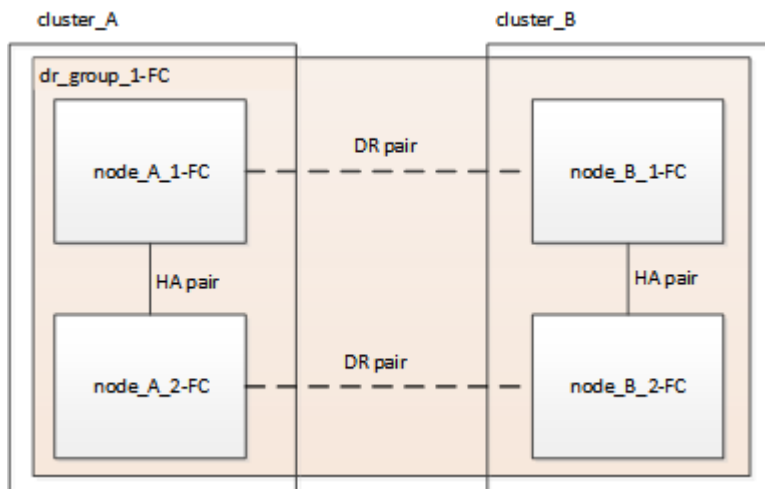 cluster_A
cluster_B
dr_group_1-FC
node_A_1-FC
DR pair
node_B_1-FC
HA pair
HA pair
node_A_2-FC
DR pair
node_B_2-FC